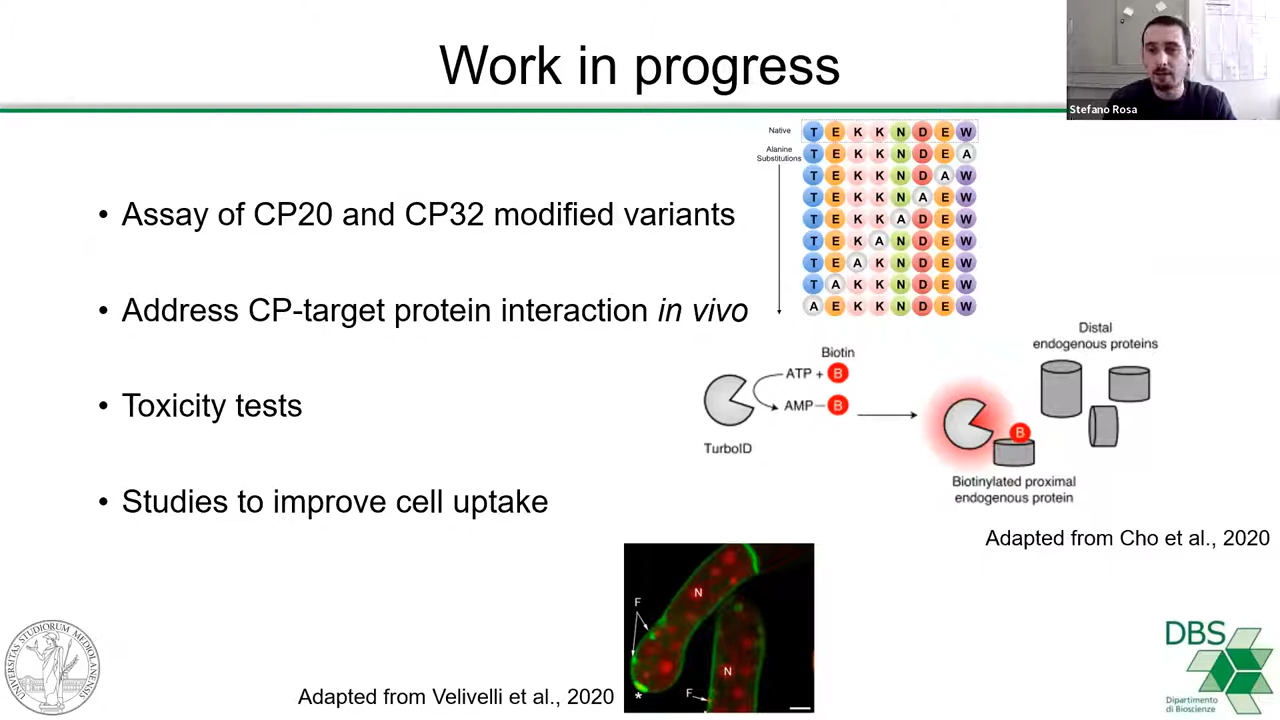 Work in progress
Stefano Rosa
• Assay of CP20 and CP32 modified variants
• Address CP-target protein interaction in vivo
• Toxicity tests
• Studies to improve cell uptake
Native
T E K K N D E W
Alanine
Substitutions
T E K K N D E A
T E K K N D A W
T E K K N A E W
T E K K A D E W
T E K A N D E W
T E A K N D E W
T A K K N D E W
A E K K N D E W
Biotin
ATP + B
AMP – B
TurboID
B
Distal
endogenous proteins
Biotinylated proximal
endogenous protein
Adapted from Cho et al., 2020
F
N
N
F
*
Adapted from Velivelli et al., 2020
UNIVERSITAS STUDIORUM MEDIOLANENSIS
DBS
Dipartimento
di Bioscienze